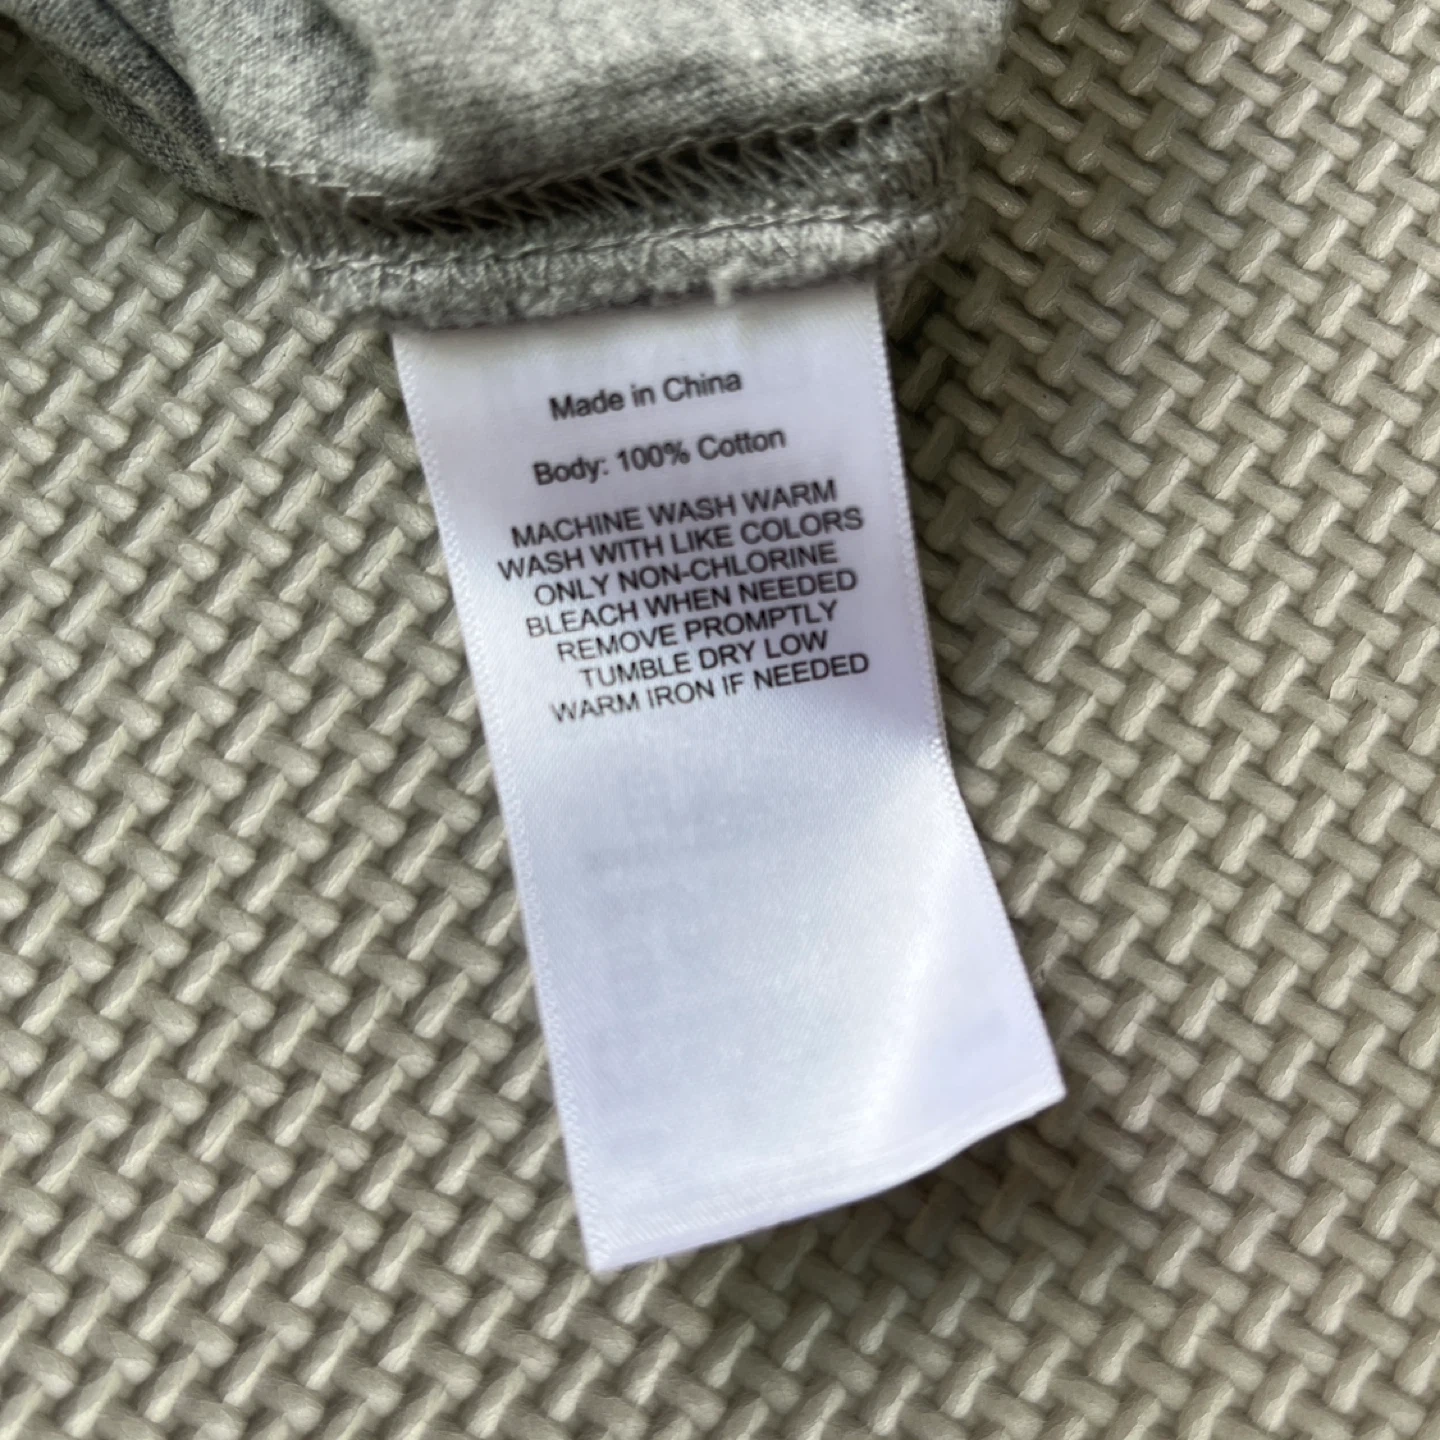 Made in China
Body: 100% Cotton
MACHINE WASH WARM
WASH WITH LIKE COLORS
ONLY NON-CHLORINE
BLEACH WHEN NEEDED
REMOVE PROMPTLY
TUMBLE DRY LOW
WARM IRON IF NEEDED